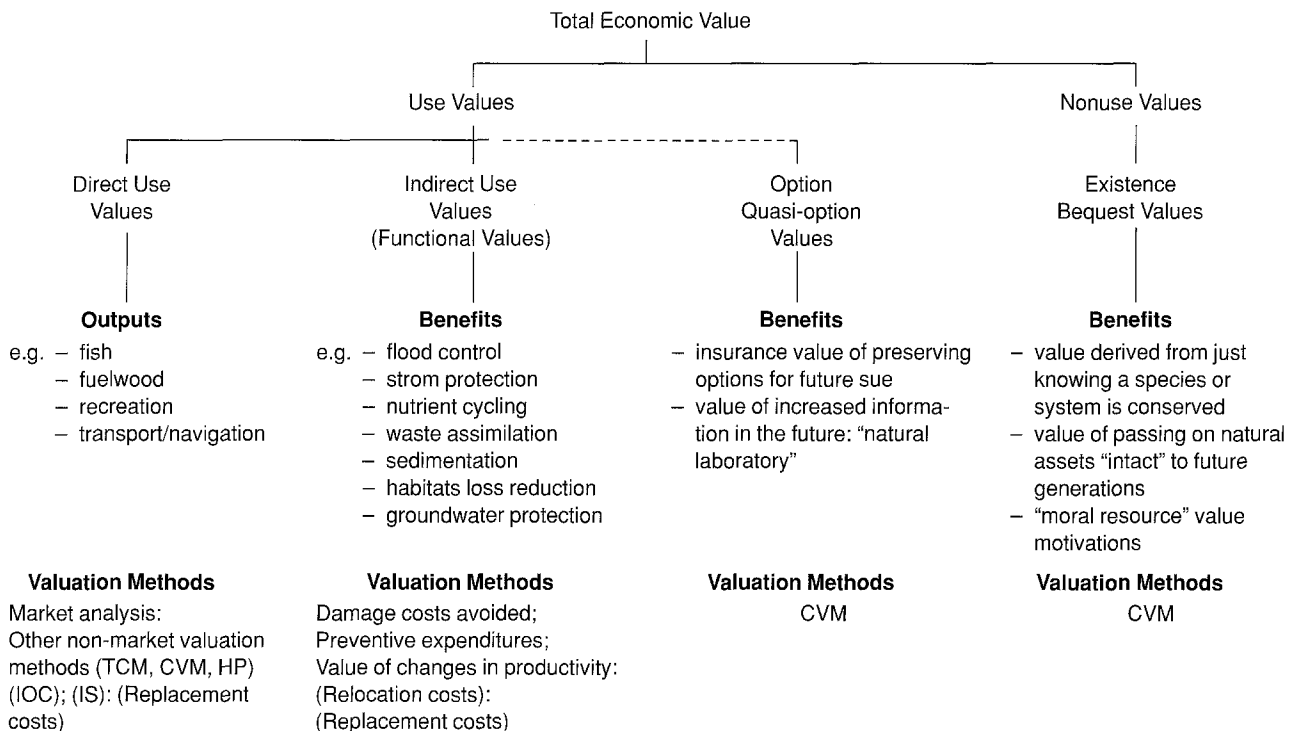 Total Economic Value
Use Values
Nonuse Values
Direct Use
Values
Indirect Use
Values
(Functional Values)
Option
Quasi-option
Values
Existence
Bequest Values
Outputs
e.g. – fish
– fuelwood
– recreation
– transport/navigation
Benefits
e.g. – flood control
– strom protection
– nutrient cycling
– waste assimilation
– sedimentation
– habitats loss reduction
– groundwater protection
Benefits
– insurance value of preserving
options for future sue
– value of increased informa-
tion in the future: “natural
laboratory”
Benefits
– value derived from just
knowing a species or
system is conserved
– value of passing on natural
assets “intact” to future
generations
– “moral resource” value
motivations
Valuation Methods
Market analysis:
Other non-market valuation
methods (TCM, CVM, HP)
(IOC); (IS): (Replacement
costs)
Valuation Methods
Damage costs avoided;
Preventive expenditures;
Value of changes in productivity:
(Relocation costs):
(Replacement costs)
Valuation Methods
CVM
Valuation Methods
CVM